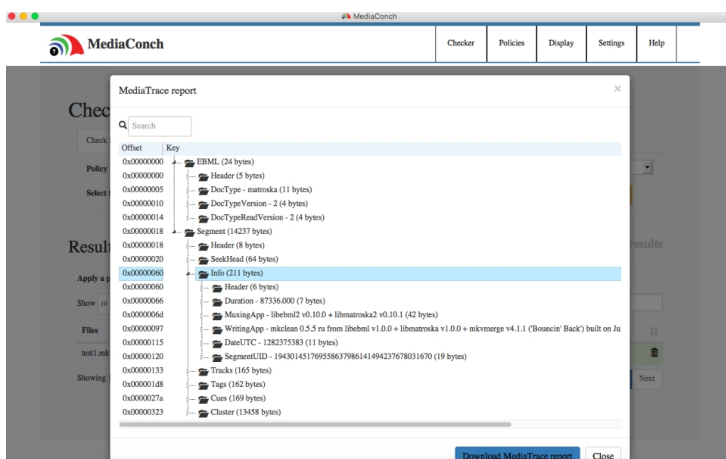 MediaConch
MediaConch
Checker Policies Display Settings Help
MediaTrace report ×
Chec
Search
Check
Offset Key
0x00000000 EBML (24 bytes)
0x00000000 Header (5 bytes)
Policy 0x00000005 DocType - matroska (11 bytes)
0x00000010 DocTypeVersion - 2 (4 bytes)
Select f 0x00000014 DocTypeReadVersion - 2 (4 bytes)
0x00000018 Segment (14237 bytes)
0x00000018 Header (8 bytes)
Result 0x00000020 SeekHead (64 bytes) results
0x00000060 Info (211 bytes)
Apply a p 0x00000060 Header (6 bytes)
0x00000066 Duration - 87336.000 (7 bytes)
Show 10 0x0000006d MuxingApp - libebml2 v0.10.0 + libmatroska2 v0.10.1 (42 bytes)
Files 0x00000097 WritingApp - mkclean 0.5.5 ru from libebml v1.0.0 + libmatroska v1.0.0 + mkvmerge v4.1.1 ('Bouncin' Back') built on Ju
0x00000115 DateUTC - 1282375383 (11 bytes)
test1.mk 0x00000120 SegmentUID - 194301451769558637986141494237678031670 (19 bytes)
0x00000133 Tracks (165 bytes)
Showing 0x000001d8 Tags (162 bytes) Next
0x0000027a Cues (169 bytes)
0x00000323 Cluster (13458 bytes)
Download MediaTrace report Close